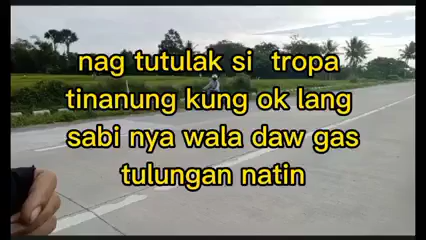 nag tutulak si tropa
tinanung kung ok lang
sabi nya wala daw gas
tulungan natin